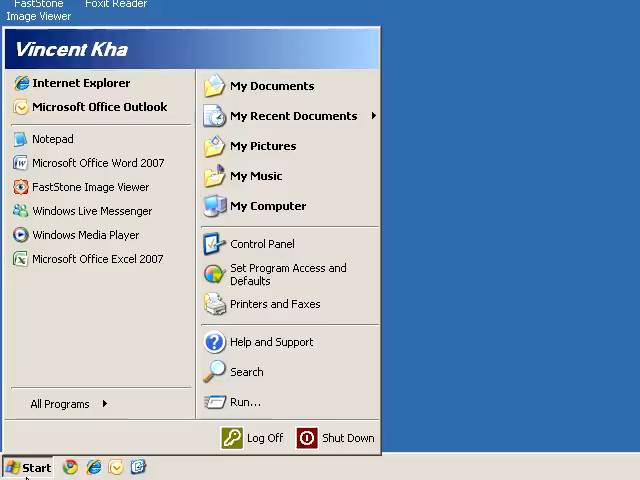 FastStone
Image Viewer
Foxit Reader
Vincent Kha
Internet Explorer
Microsoft Office Outlook
Notepad
Microsoft Office Word 2007
FastStone Image Viewer
Windows Live Messenger
Windows Media Player
Microsoft Office Excel 2007
All Programs
My Documents
My Recent Documents
My Pictures
My Music
My Computer
Control Panel
Set Program Access and
Defaults
Printers and Faxes
Help and Support
Search
Run...
Log Off
Shut Down
Start